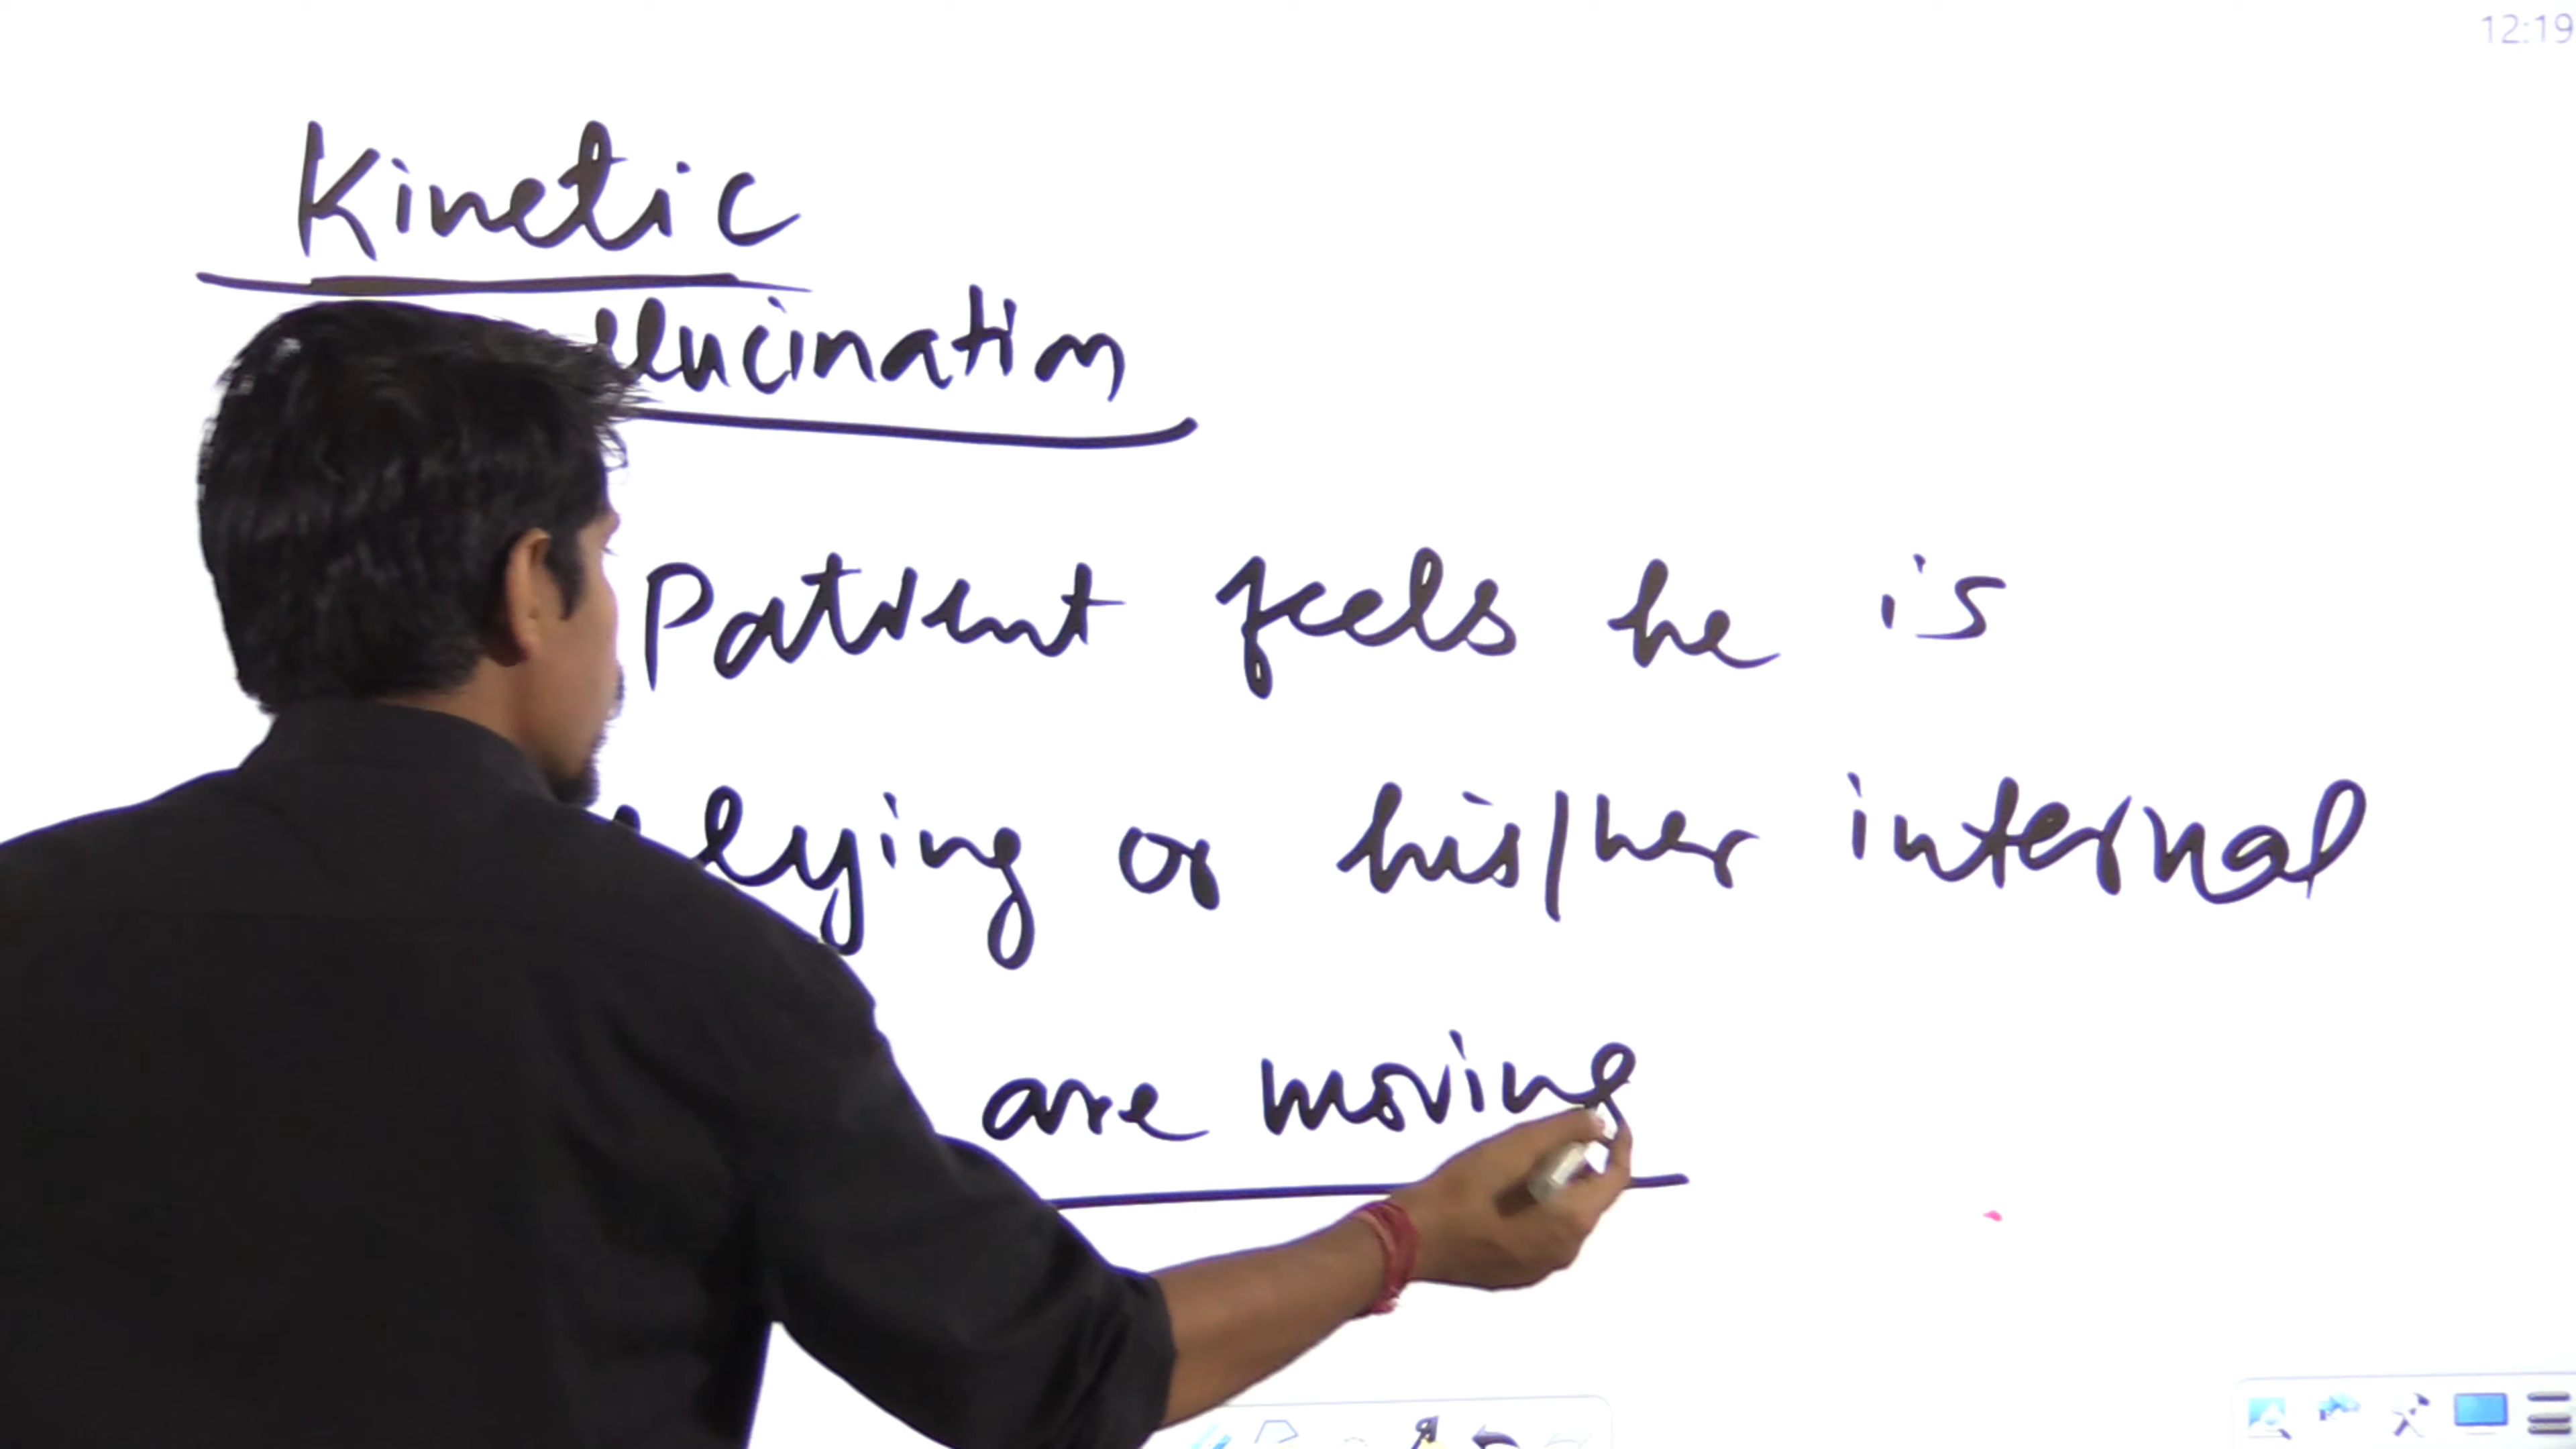 12:19
Kinetic
llucination
Patient feels he is
lying or his/her internal
are moving